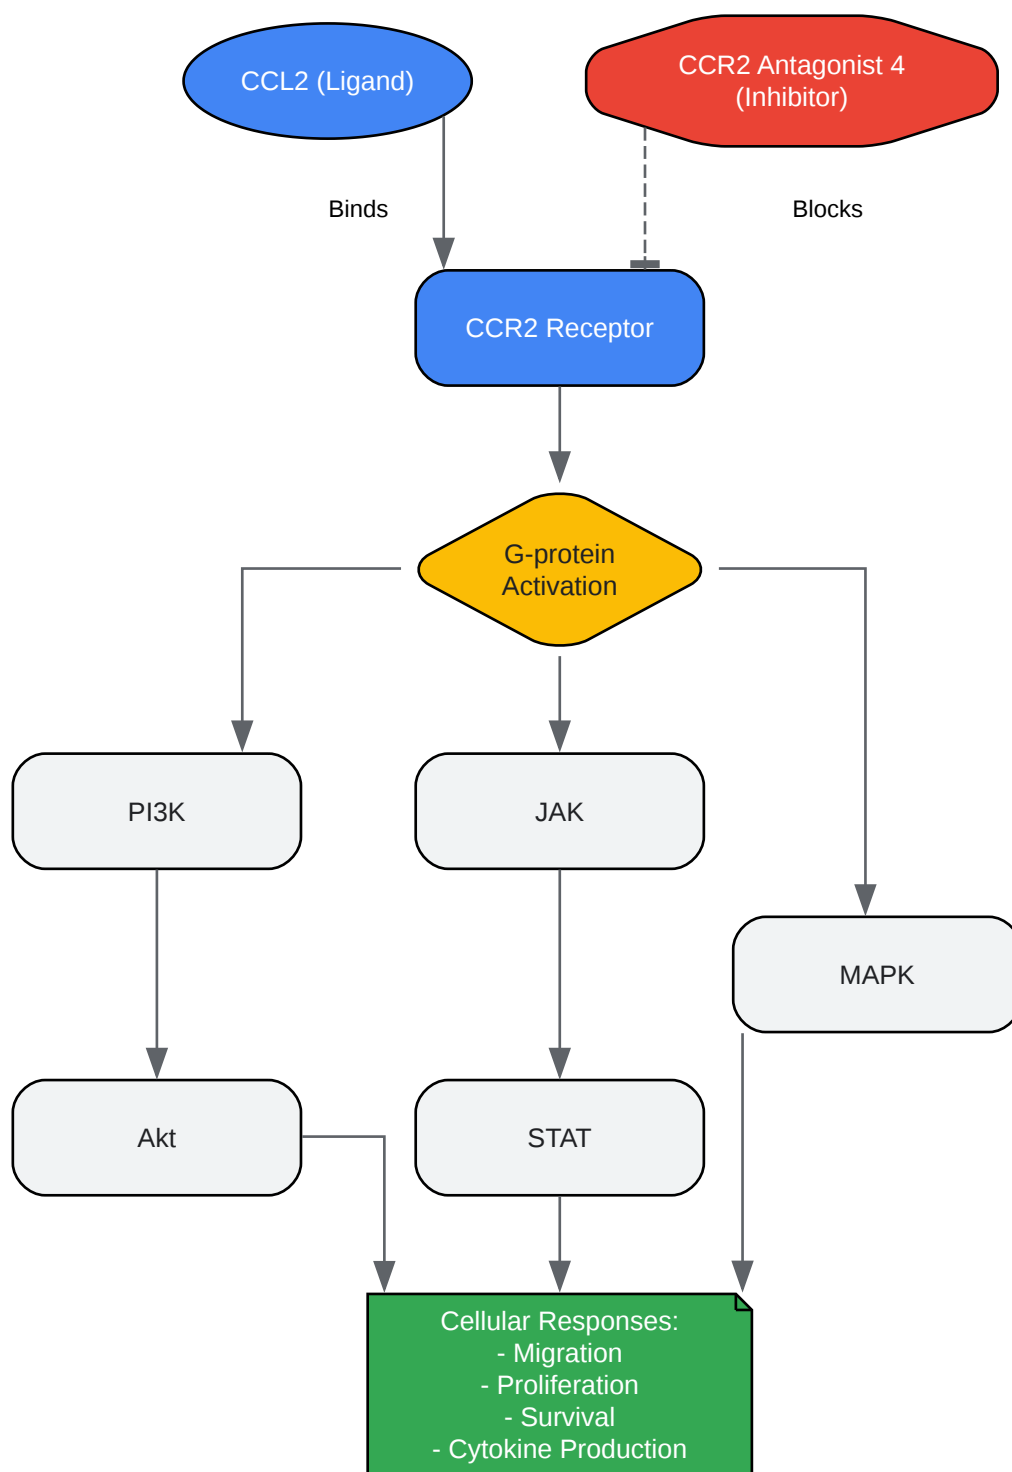 CCL2 (Ligand)
CCR2 Antagonist 4
(Inhibitor)
Binds
Blocks
CCR2 Receptor
G-protein
Activation
PI3K
JAK
MAPK
Akt
STAT
Cellular Responses:
- Migration
- Proliferation
- Survival
- Cytokine Production